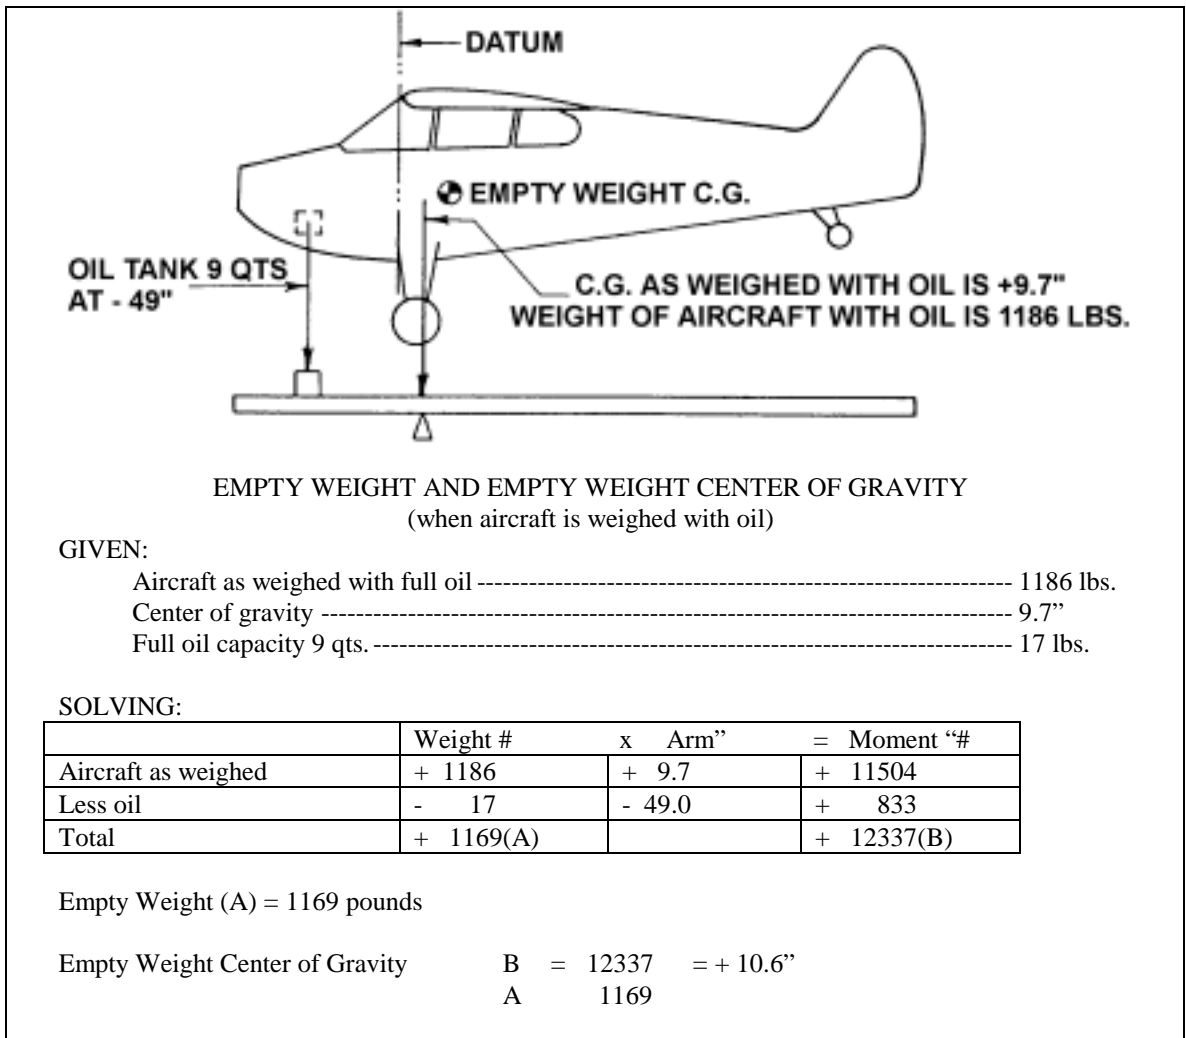 DATUM
EMPTY WEIGHT C.G.
OIL TANK 9 QTS
AT - 49"
C.G. AS WEIGHED WITH OIL IS +9.7"
WEIGHT OF AIRCRAFT WITH OIL IS 1186 LBS.
EMPTY WEIGHT AND EMPTY WEIGHT CENTER OF GRAVITY
(when aircraft is weighed with oil)
GIVEN:
Aircraft as weighed with full oil ---------------------------------------------------------------- 1186 lbs.
Center of gravity ---------------------------------------------------------------------------------- 9.7”
Full oil capacity 9 qts. ---------------------------------------------------------------------------- 17 lbs.
SOLVING:
Weight # x Arm” = Moment “#
Aircraft as weighed + 1186 + 9.7 + 11504
Less oil - 17 - 49.0 + 833
Total + 1169(A) + 12337(B)
Empty Weight (A) = 1169 pounds
Empty Weight Center of Gravity B = 12337 = + 10.6”
A 1169